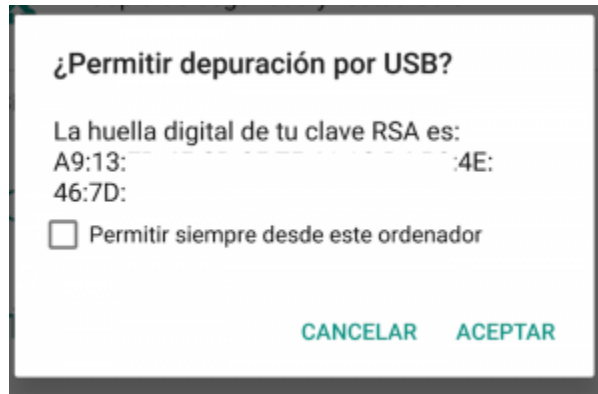 ¿Permitir depuración por USB?
La huella digital de tu clave RSA es:
A9:13: :4E:
46:7D:
Permitir siempre desde este ordenador
CANCELAR ACEPTAR